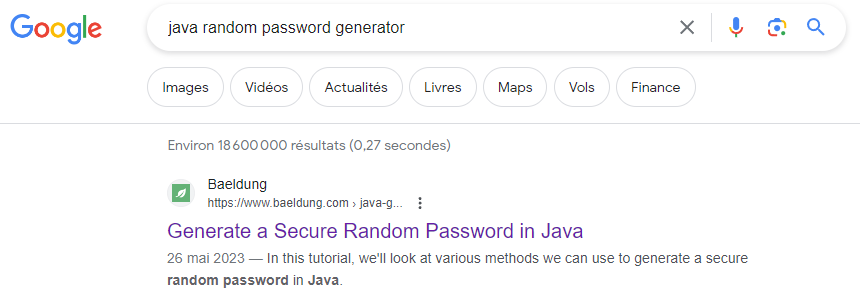 Google java random password generator
Images Vidéos Actualités Livres Maps Vols Finance
Environ 18 600 000 résultats (0,27 secondes)
Baeldung
https://www.baeldung.com › java-g...
Generate a Secure Random Password in Java
26 mai 2023 — In this tutorial, we'll look at various methods we can use to generate a secure
random password in Java.